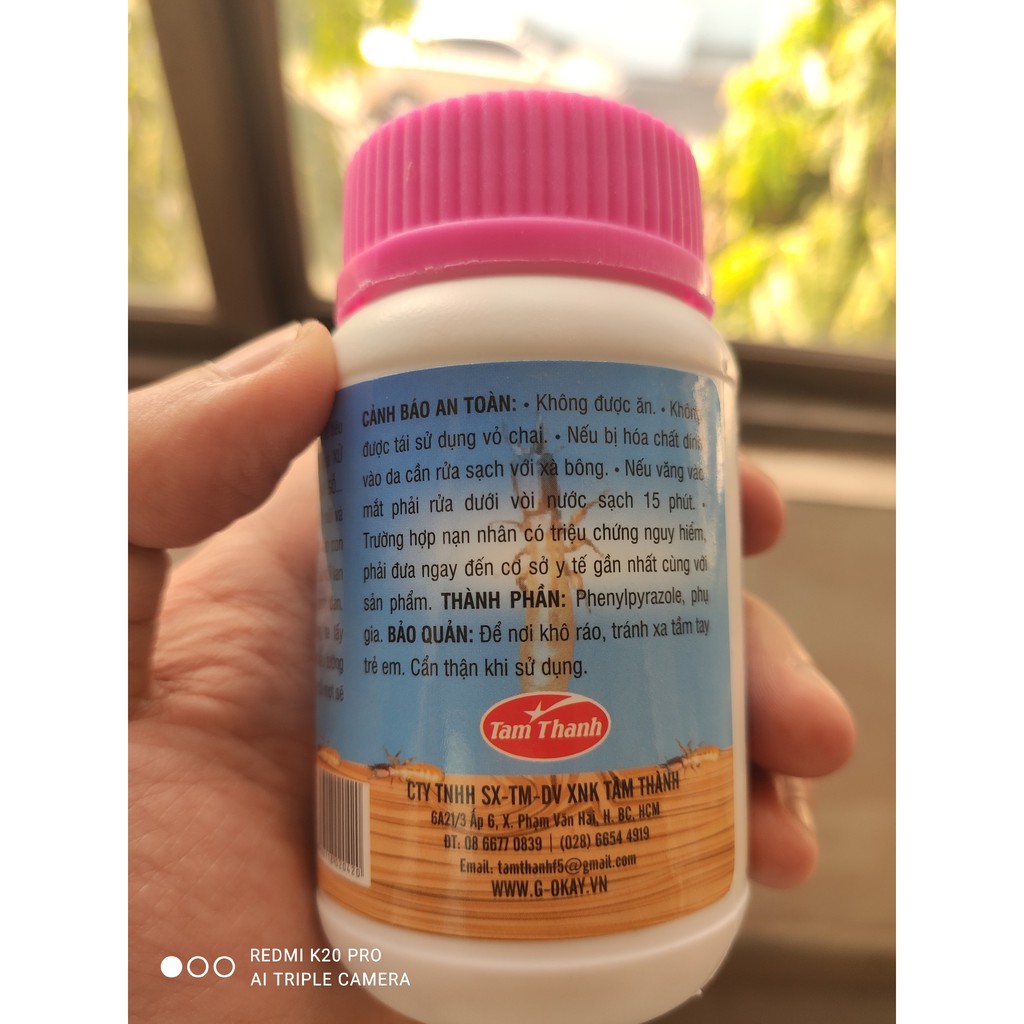 CẢNH BÁO AN TOÀN: • Không được ăn. • Không
được tái sử dụng vỏ chai. • Nếu bị hóa chất dính
vào da cần rửa sạch với xà bông. • Nếu văng vào
mắt phải rửa dưới vòi nước sạch 15 phút. •
Trường hợp nạn nhân có triệu chứng nguy hiểm,
phải đưa ngay đến cơ sở y tế gần nhất cùng với
sản phẩm. THÀNH PHẦN: Phenylpyrazole, phụ
gia. BẢO QUẢN: Để nơi khô ráo, tránh xa tầm tay
trẻ em. Cẩn thận khi sử dụng.
Tam Thanh
CTY TNHH SX-TM-DV XNK TÂM THÀNH
6A21/3 Ấp 6, X. Phạm Văn Hai, H. BC, HCM
ĐT: 08 6677 0839 | (028) 6654 4919
Email: tamthanhf5@gmail.com
WWW.G-OKAY.VN
REDMI K20 PRO
AI TRIPLE CAMERA